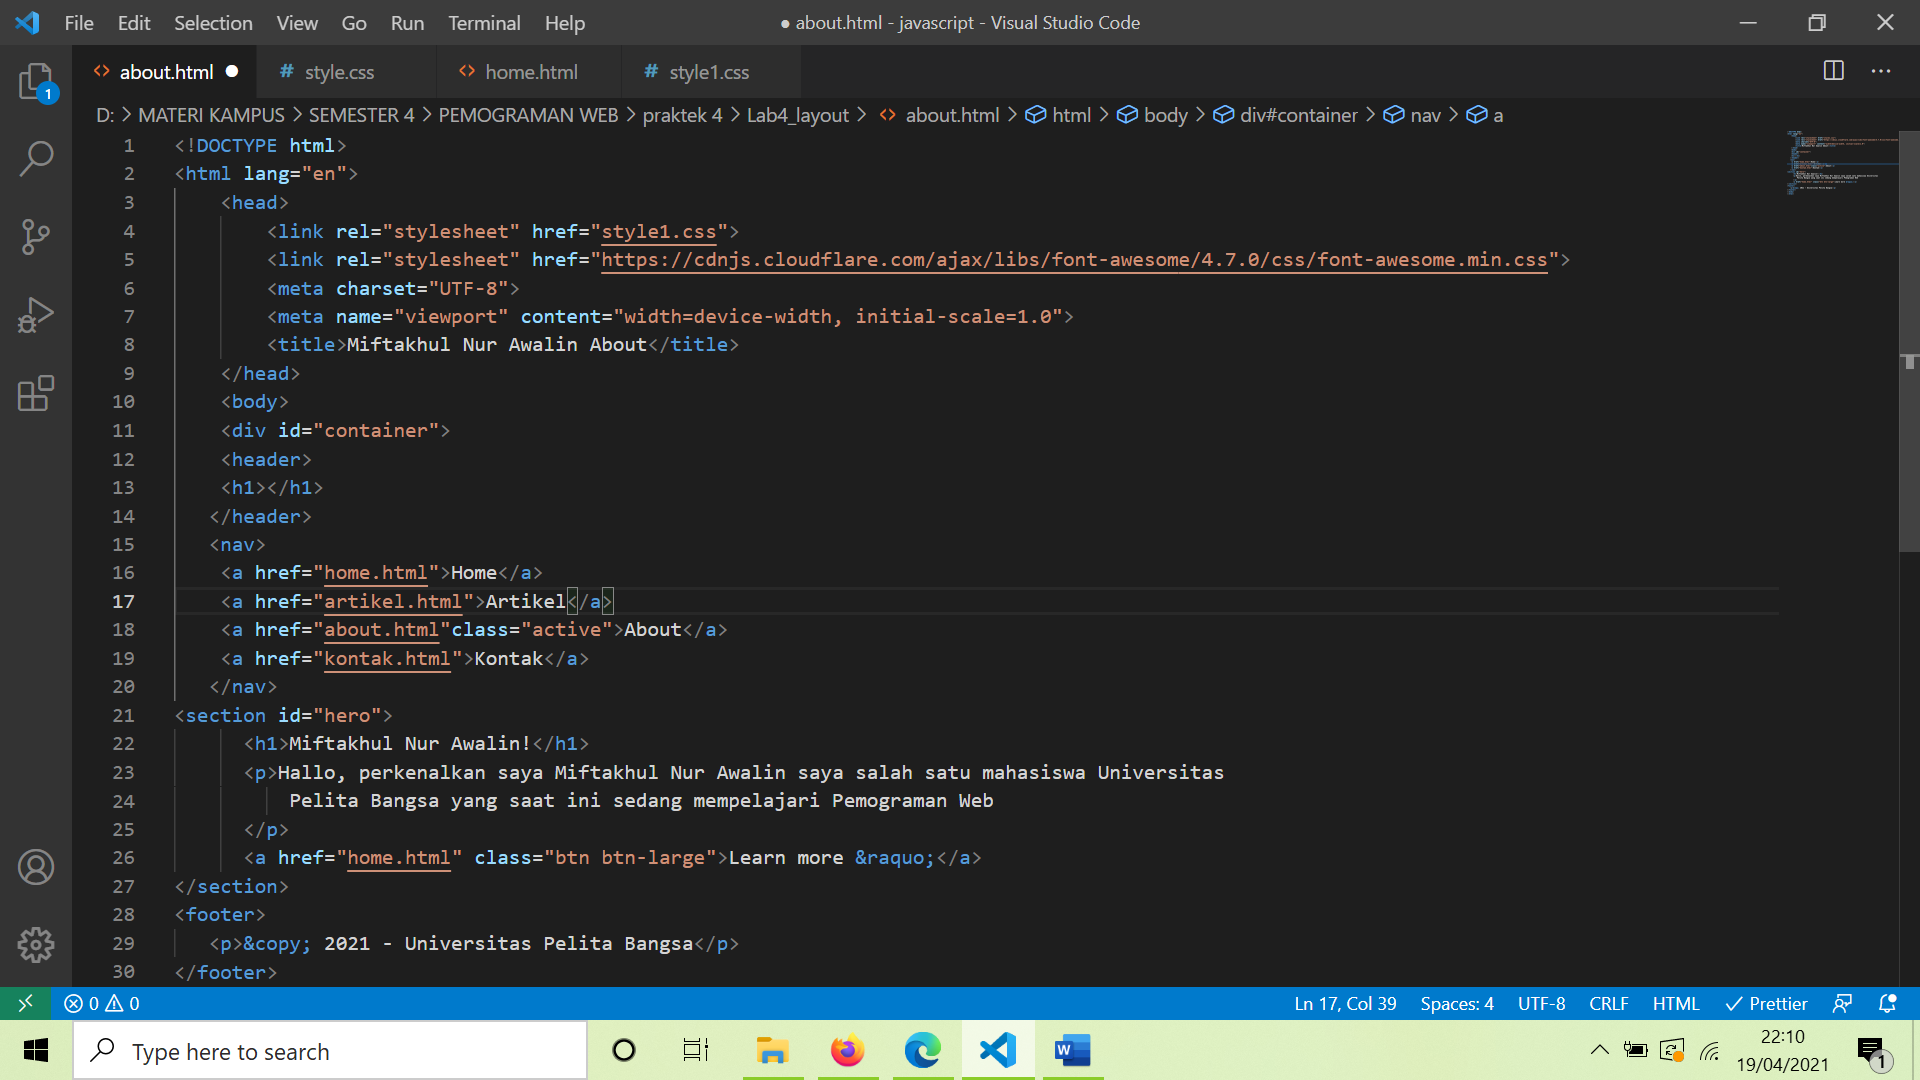 File Edit Selection View Go Run Terminal Help ● about.html - javascript - Visual Studio Code
about.html ● # style.css home.html # style1.css ...
D: > MATERI KAMPUS > SEMESTER 4 > PEMOGRAMAN WEB > praktek 4 > Lab4_layout > <> about.html > html > body > div#container > nav > a
1 <!DOCTYPE html>
2 <html lang="en">
3 <head>
4 <link rel="stylesheet" href="style1.css">
5 <link rel="stylesheet" href="https://cdnjs.cloudflare.com/ajax/libs/font-awesome/4.7.0/css/font-awesome.min.css">
6 <meta charset="UTF-8">
7 <meta name="viewport" content="width=device-width, initial-scale=1.0">
8 <title>Miftakhul Nur Awalin About</title>
9 </head>
10 <body>
11 <div id="container">
12 <header>
13 <h1></h1>
14 </header>
15 <nav>
16 <a href="home.html">Home</a>
17 <a href="artikel.html">Artikel</a>
18 <a href="about.html"class="active">About</a>
19 <a href="kontak.html">Kontak</a>
20 </nav>
21 <section id="hero">
22 <h1>Miftakhul Nur Awalin!</h1>
23 <p>Hallo, perkenalkan saya Miftakhul Nur Awalin saya salah satu mahasiswa Universitas
24 Pelita Bangsa yang saat ini sedang mempelajari Pemograman Web
25 </p>
26 <a href="home.html" class="btn btn-large">Learn more &raquo;</a>
27 </section>
28 <footer>
29 <p>&copy; 2021 - Universitas Pelita Bangsa</p>
30 </footer>
1
0 0 Ln 17, Col 39 Spaces: 4 UTF-8 CRLF HTML Prettier
Type here to search
W
22:10
19/04/2021
1